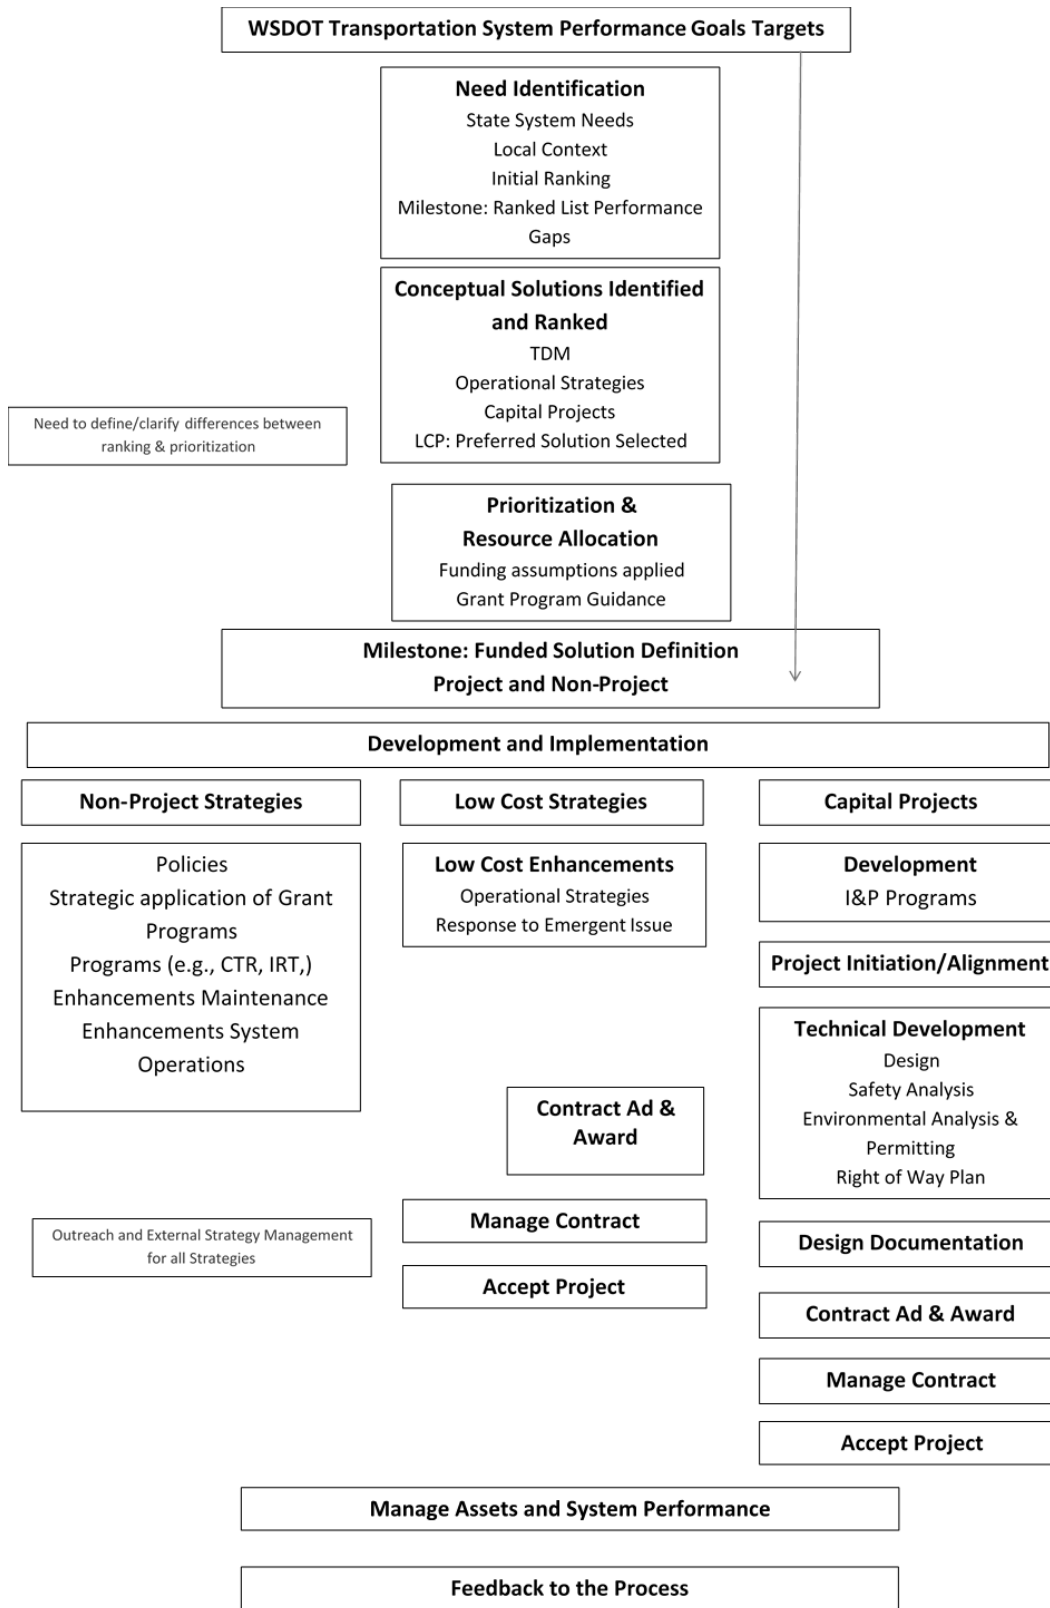 WSDOT Transportation System Performance Goals Targets
Need Identification
State System Needs
Local Context
Initial Ranking
Milestone: Ranked List Performance
Gaps
Conceptual Solutions Identified
and Ranked
TDM
Operational Strategies
Capital Projects
LCP: Preferred Solution Selected
Need to define/clarify differences between
ranking & prioritization
Prioritization &
Resource Allocation
Funding assumptions applied
Grant Program Guidance
Milestone: Funded Solution Definition
Project and Non-Project
Development and Implementation
Non-Project Strategies
Policies
Strategic application of Grant
Programs
Programs (e.g., CTR, IRT,)
Enhancements Maintenance
Enhancements System
Operations
Outreach and External Strategy Management
for all Strategies
Low Cost Strategies
Low Cost Enhancements
Operational Strategies
Response to Emergent Issue
Contract Ad &
Award
Manage Contract
Accept Project
Capital Projects
Development
I&P Programs
Project Initiation/Alignment
Technical Development
Design
Safety Analysis
Environmental Analysis &
Permitting
Right of Way Plan
Design Documentation
Contract Ad & Award
Manage Contract
Accept Project
Manage Assets and System Performance
Feedback to the Process